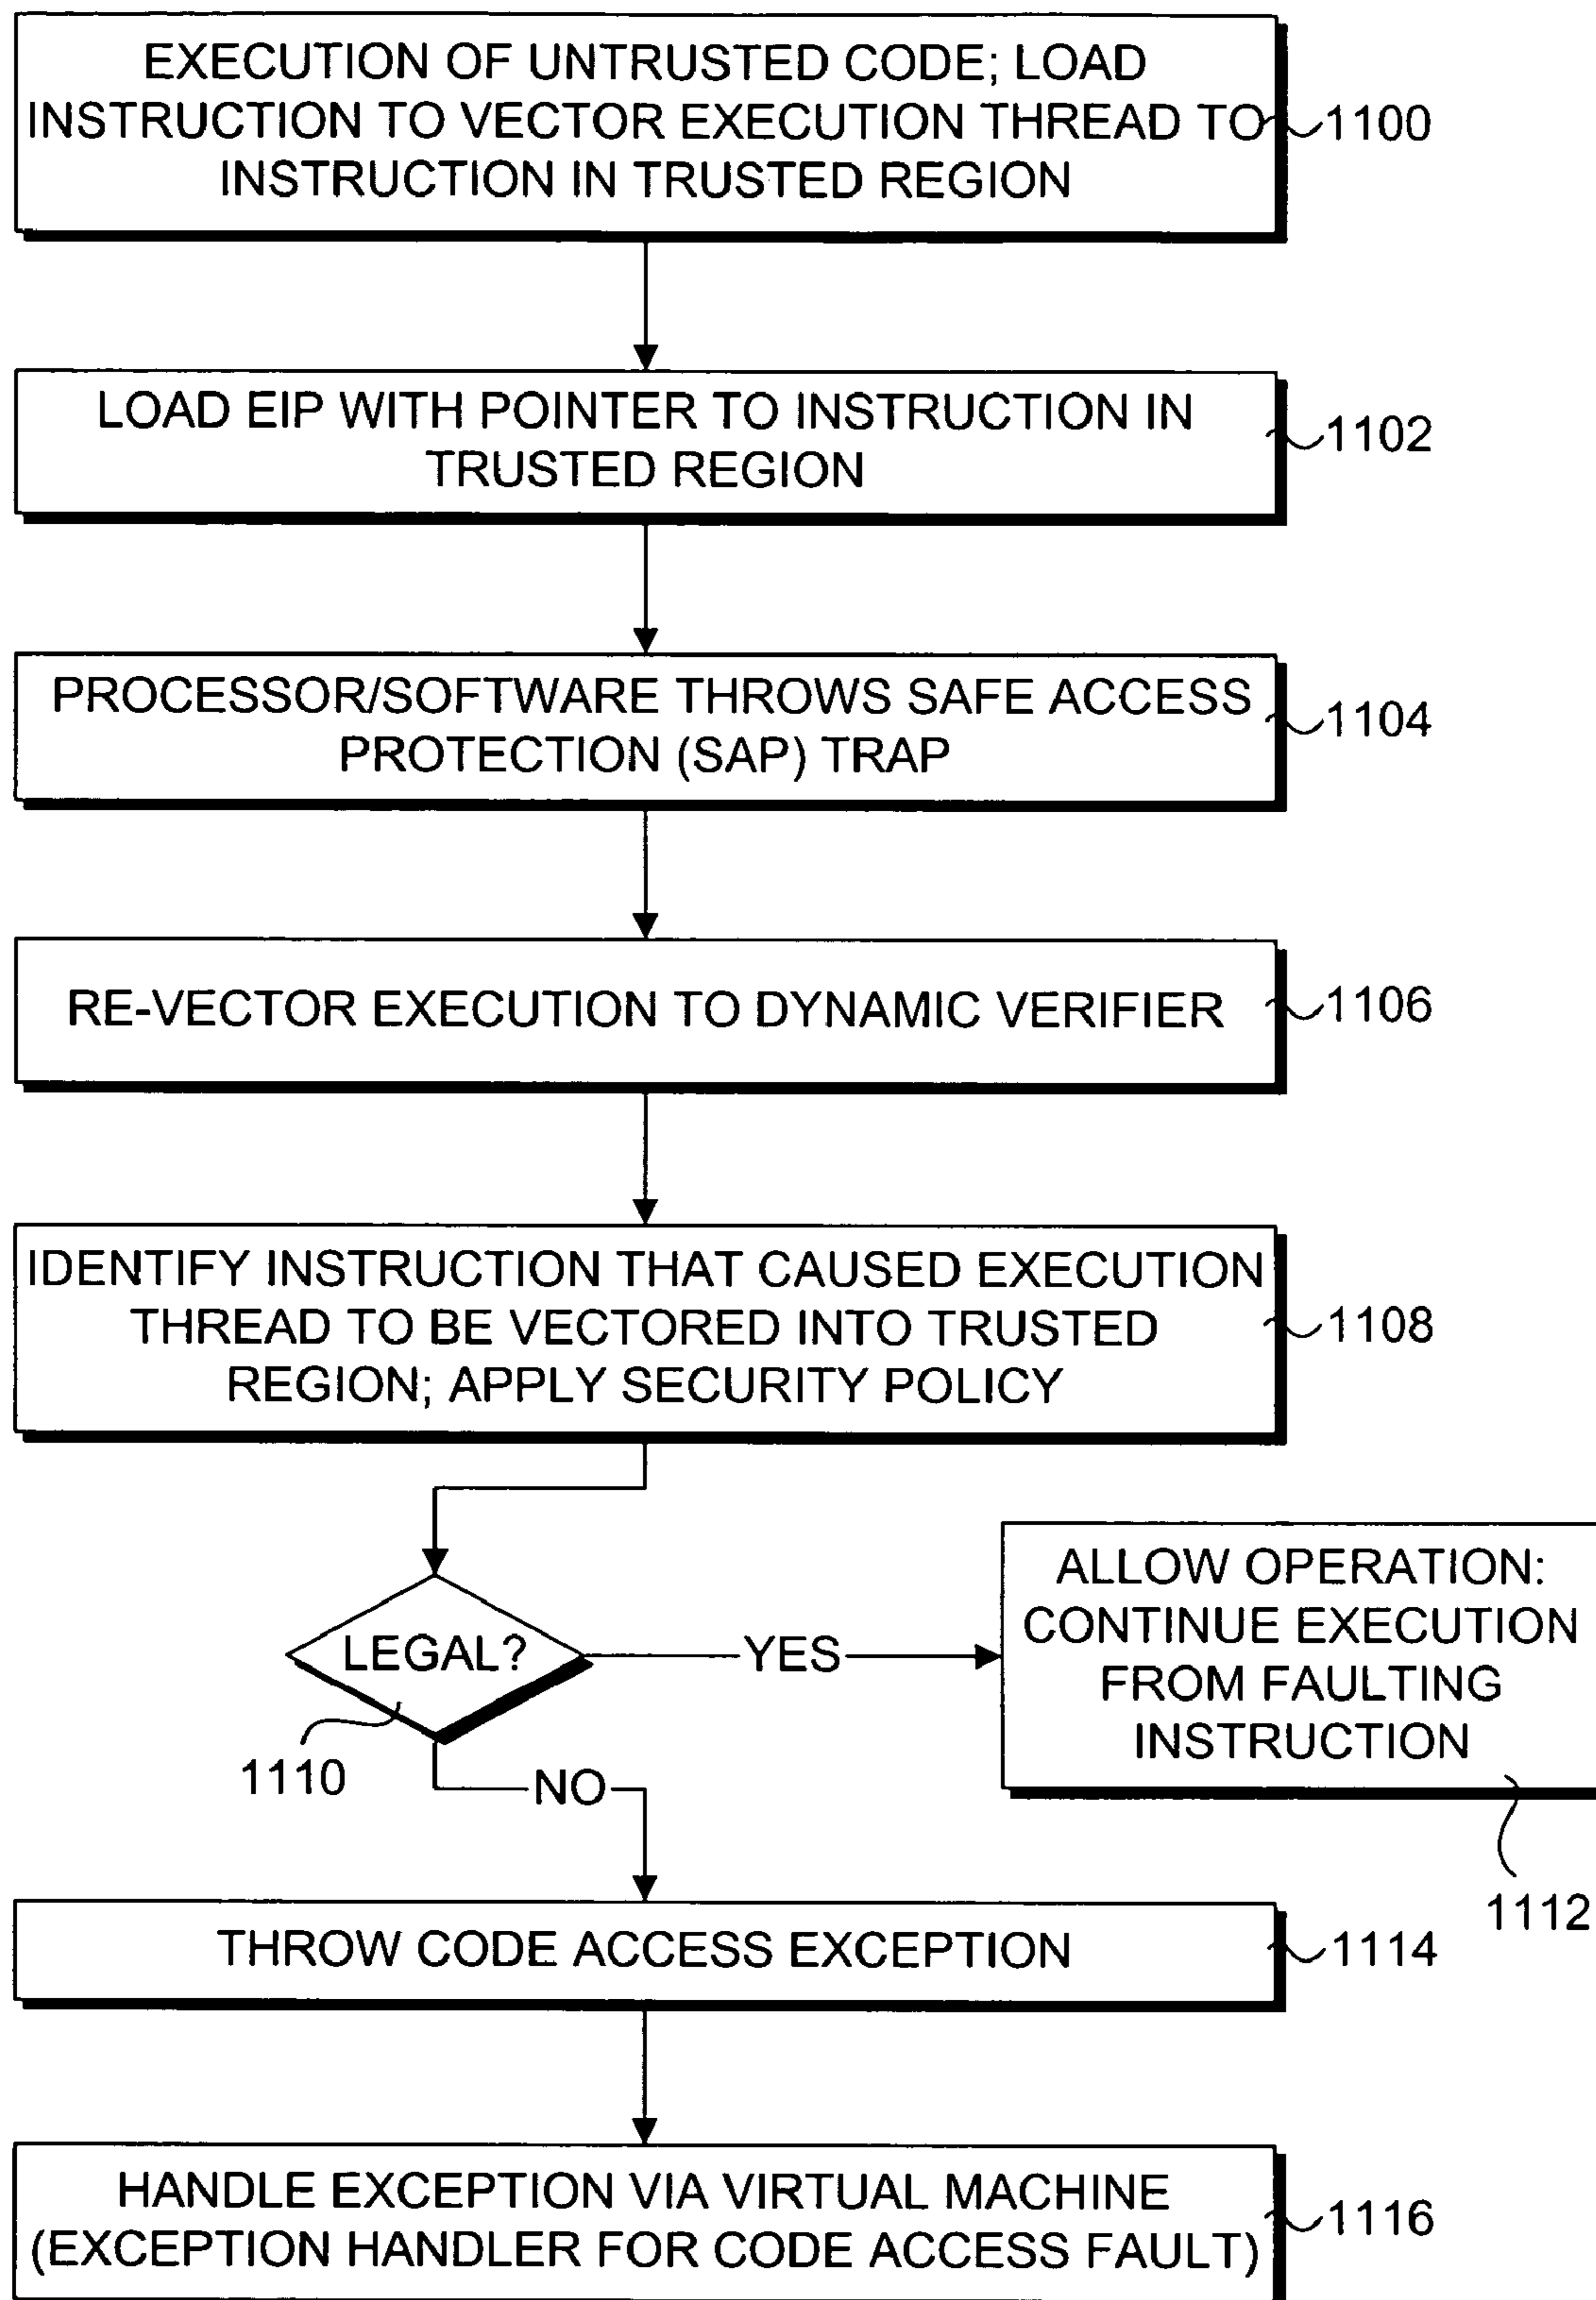 EXECUTION OF UNTRUSTED CODE; LOAD
INSTRUCTION TO VECTOR EXECUTION THREAD TO
INSTRUCTION IN TRUSTED REGION
1100
LOAD EIP WITH POINTER TO INSTRUCTION IN
TRUSTED REGION
1102
PROCESSOR/SOFTWARE THROWS SAFE ACCESS
PROTECTION (SAP) TRAP
1104
RE-VECTOR EXECUTION TO DYNAMIC VERIFIER
1106
IDENTIFY INSTRUCTION THAT CAUSED EXECUTION
THREAD TO BE VECTORED INTO TRUSTED
REGION; APPLY SECURITY POLICY
1108
LEGAL?
1110
YES
ALLOW OPERATION:
CONTINUE EXECUTION
FROM FAULTING
INSTRUCTION
1112
NO
THROW CODE ACCESS EXCEPTION
1114
HANDLE EXCEPTION VIA VIRTUAL MACHINE
(EXCEPTION HANDLER FOR CODE ACCESS FAULT)
1116